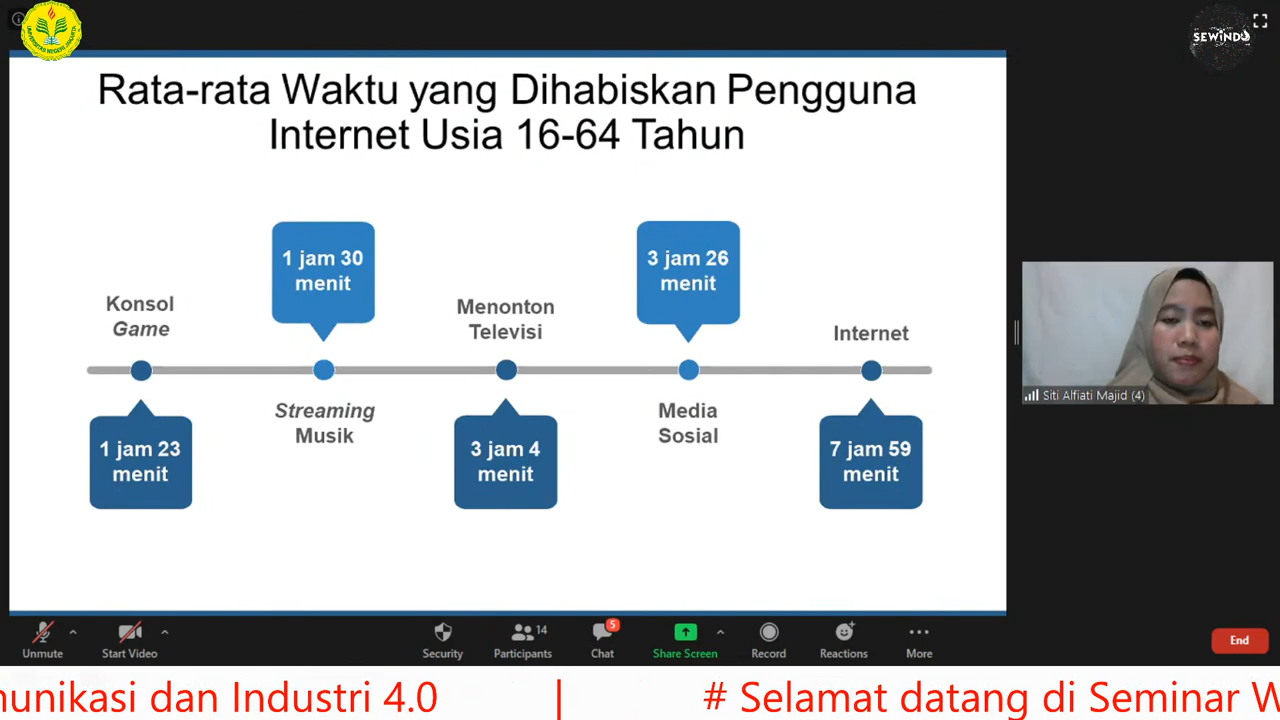 UNIVERSITAS NEGERI JAKARTA
SEWINDU
Rata-rata Waktu yang Dihabiskan Pengguna
Internet Usia 16-64 Tahun
Konsol
Game
1 jam 23
menit
1 jam 30
menit
Streaming
Musik
Menonton
Televisi
3 jam 4
menit
3 jam 26
menit
Media
Sosial
Internet
7 jam 59
menit
Siti Alfiati Majid (4)
Unmute
Start Video
Security
14
Participants
5
Chat
Share Screen
Record
Reactions
More
End
nunikasi dan Industri 4.0 | # Selamat datang di Seminar W